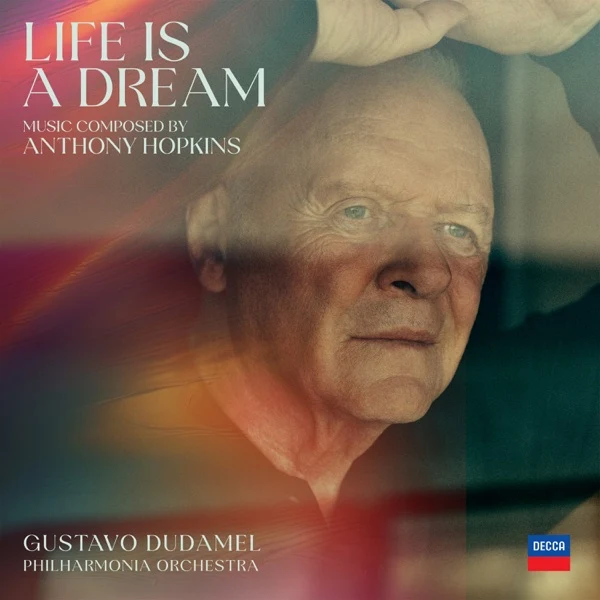 LIFE IS
A DREAM
MUSIC COMPOSED BY
ANTHONY HOPKINS
GUSTAVO DUDAMEL
PHILHARMONIA ORCHESTRA
DECCA